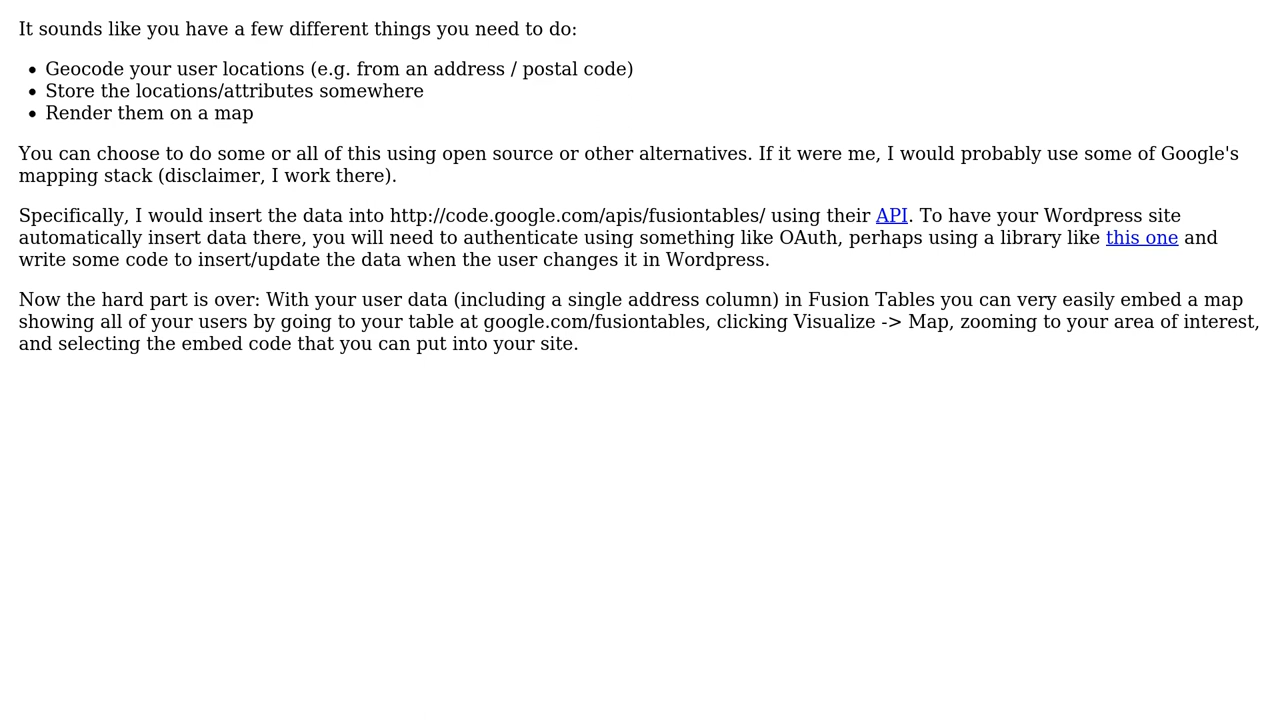 It sounds like you have a few different things you need to do:
• Geocode your user locations (e.g. from an address / postal code)
• Store the locations/attributes somewhere
• Render them on a map
You can choose to do some or all of this using open source or other alternatives. If it were me, I would probably use some of Google's
mapping stack (disclaimer, I work there).
Specifically, I would insert the data into http://code.google.com/apis/fusiontables/ using their API. To have your Wordpress site
automatically insert data there, you will need to authenticate using something like OAuth, perhaps using a library like this one and
write some code to insert/update the data when the user changes it in Wordpress.
Now the hard part is over: With your user data (including a single address column) in Fusion Tables you can very easily embed a map
showing all of your users by going to your table at google.com/fusiontables, clicking Visualize -> Map, zooming to your area of interest,
and selecting the embed code that you can put into your site.